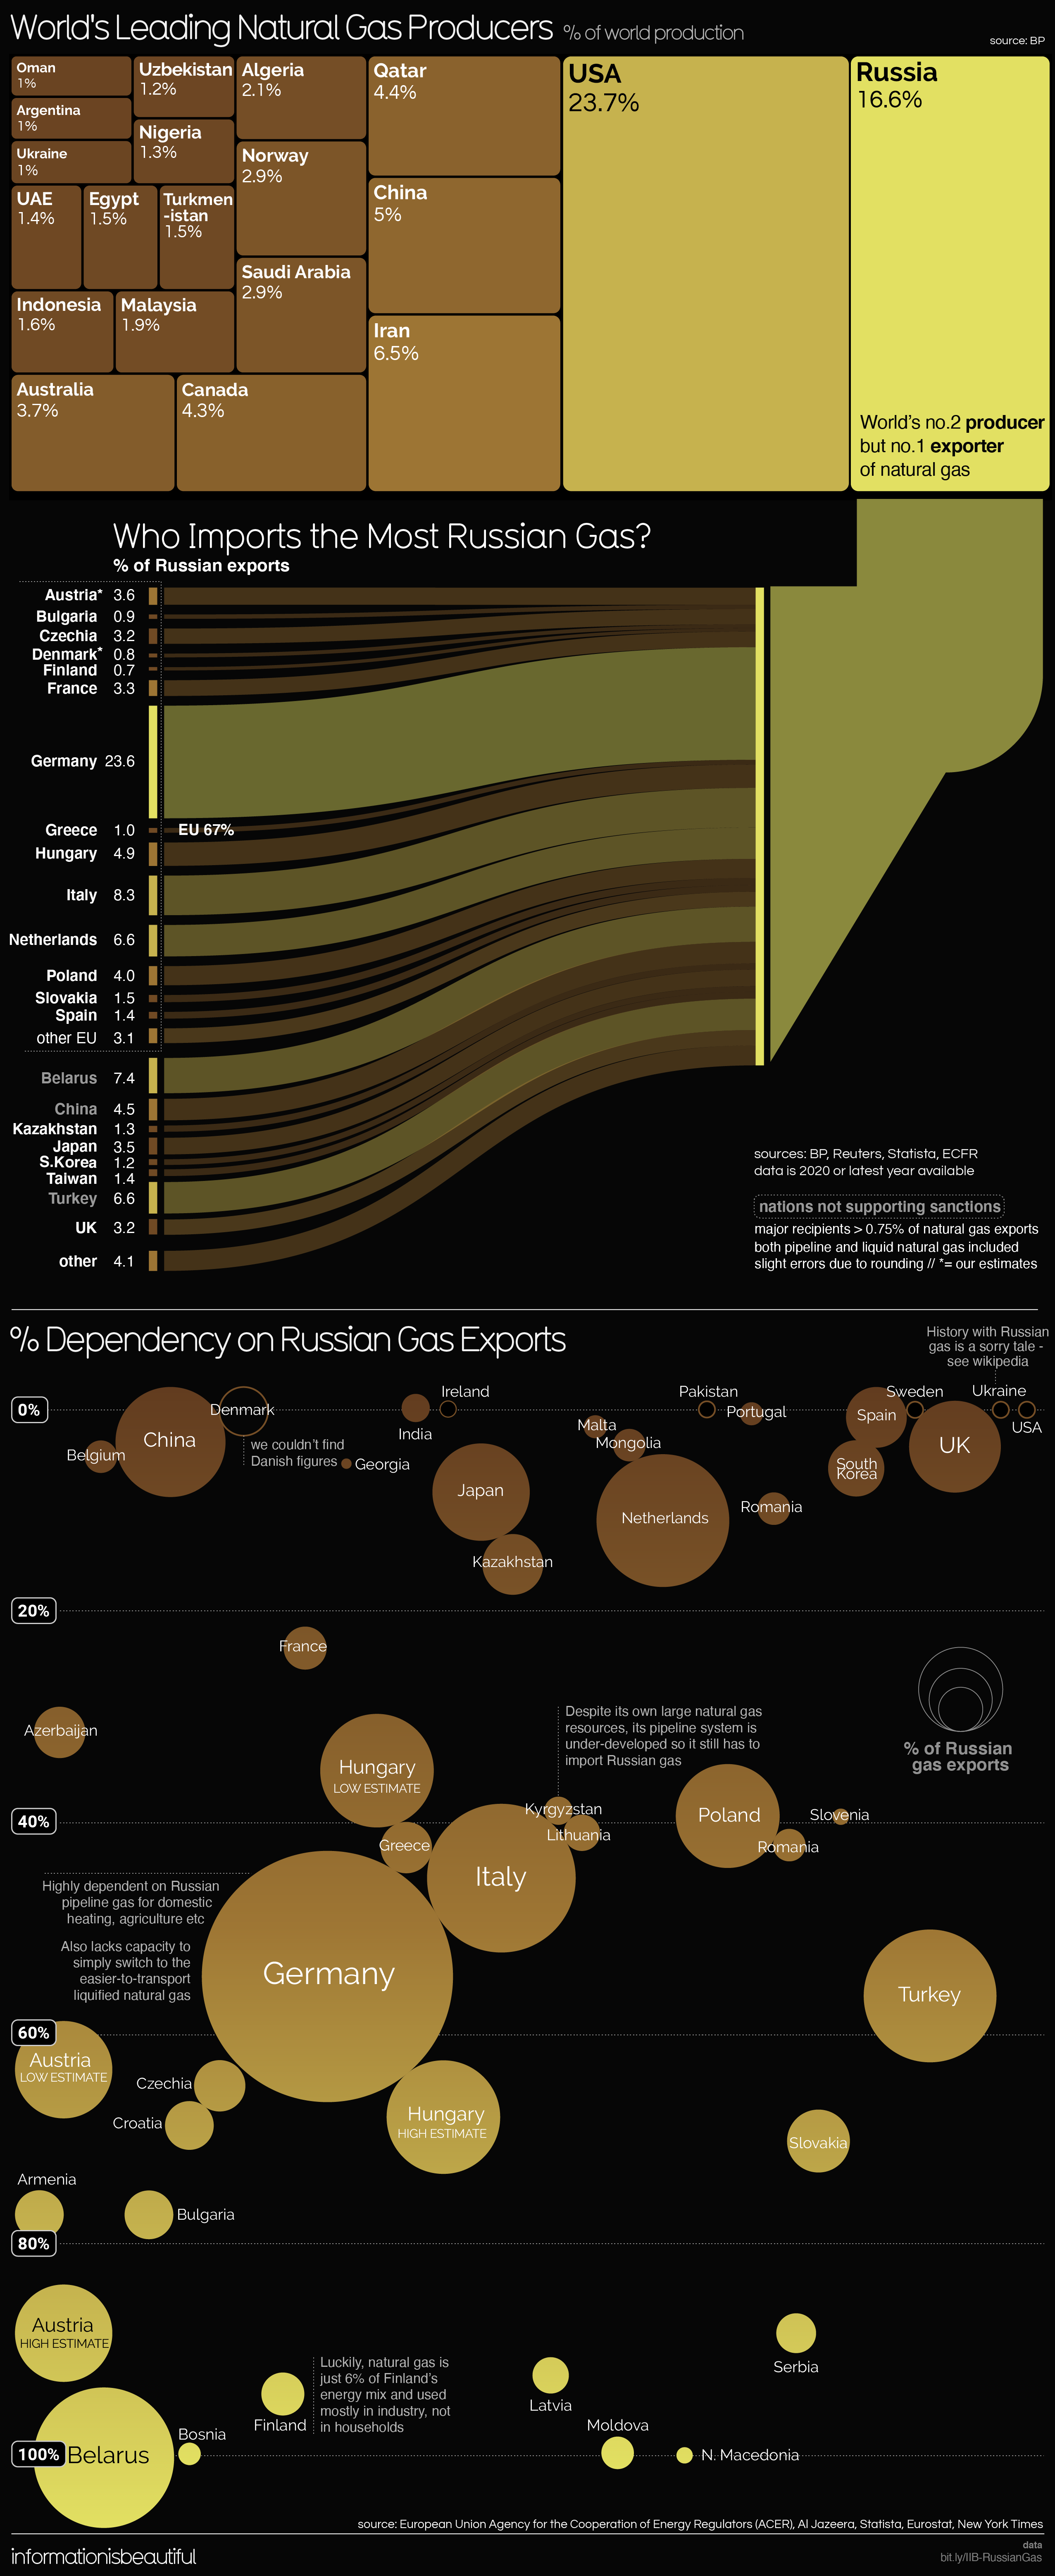 World's Leading Natural Gas Producers % of world production
source: BP
Oman
1%
Argentina
1%
Ukraine
1%
Uzbekistan
1.2%
Nigeria
1.3%
UAE
1.4%
Egypt
1.5%
Turkmen
-istan
1.5%
Indonesia
1.6%
Malaysia
1.9%
Australia
3.7%
Canada
4.3%
Algeria
2.1%
Norway
2.9%
Saudi Arabia
2.9%
Qatar
4.4%
China
5%
Iran
6.5%
USA
23.7%
Russia
16.6%
World's no.2 producer
but no.1 exporter
of natural gas
Who Imports the Most Russian Gas?
% of Russian exports
Austria* 3.6
Bulgaria 0.9
Czechia 3.2
Denmark* 0.8
Finland 0.7
France 3.3
Germany 23.6
Greece 1.0
EU 67%
Hungary 4.9
Italy 8.3
Netherlands 6.6
Poland 4.0
Slovakia 1.5
Spain 1.4
other EU 3.1
Belarus 7.4
China 4.5
Kazakhstan 1.3
Japan 3.5
S.Korea 1.2
Taiwan 1.4
Turkey 6.6
UK 3.2
other 4.1
sources: BP, Reuters, Statista, ECFR
data is 2020 or latest year available
nations not supporting sanctions
major recipients > 0.75% of natural gas exports
both pipeline and liquid natural gas included
slight errors due to rounding // *= our estimates
% Dependency on Russian Gas Exports
History with Russian
gas is a sorry tale -
see wikipedia
0%
Belgium
China
Denmark
we couldn't find
Danish figures
Georgia
India
Ireland
Japan
Kazakhstan
Malta
Mongolia
Netherlands
Pakistan
Portugal
Romania
Spain
South
Korea
Sweden
UK
Ukraine
USA
20%
France
Azerbaijan
Hungary
LOW ESTIMATE
Despite its own large natural gas
resources, its pipeline system is
under-developed so it still has to
import Russian gas
% of Russian
gas exports
40%
Greece
Italy
Kyrgyzstan
Lithuania
Poland
Romania
Slovenia
Highly dependent on Russian
pipeline gas for domestic
heating, agriculture etc
Also lacks capacity to
simply switch to the
easier-to-transport
liquified natural gas
Germany
Turkey
60%
Austria
LOW ESTIMATE
Czechia
Croatia
Hungary
HIGH ESTIMATE
Slovakia
Armenia
Bulgaria
80%
Austria
HIGH ESTIMATE
Finland
Luckily, natural gas is
just 6% of Finland's
energy mix and used
mostly in industry, not
in households
Latvia
Serbia
100%
Belarus
Bosnia
Moldova
N. Macedonia
source: European Union Agency for the Cooperation of Energy Regulators (ACER), Al Jazeera, Statista, Eurostat, New York Times
informationisbeautiful
data
bit.ly/IIB-RussianGas